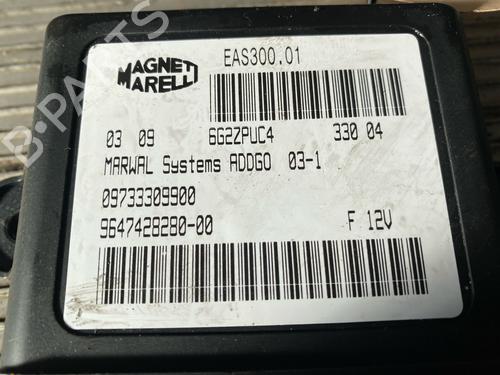 MAGNETI MARELLI
EAS300.01
03 09 6G2ZPUC4 330 04
MARWAL Systems ADDGO 03-1
09733309900
9647428280-00 F 12V
B-PARTS